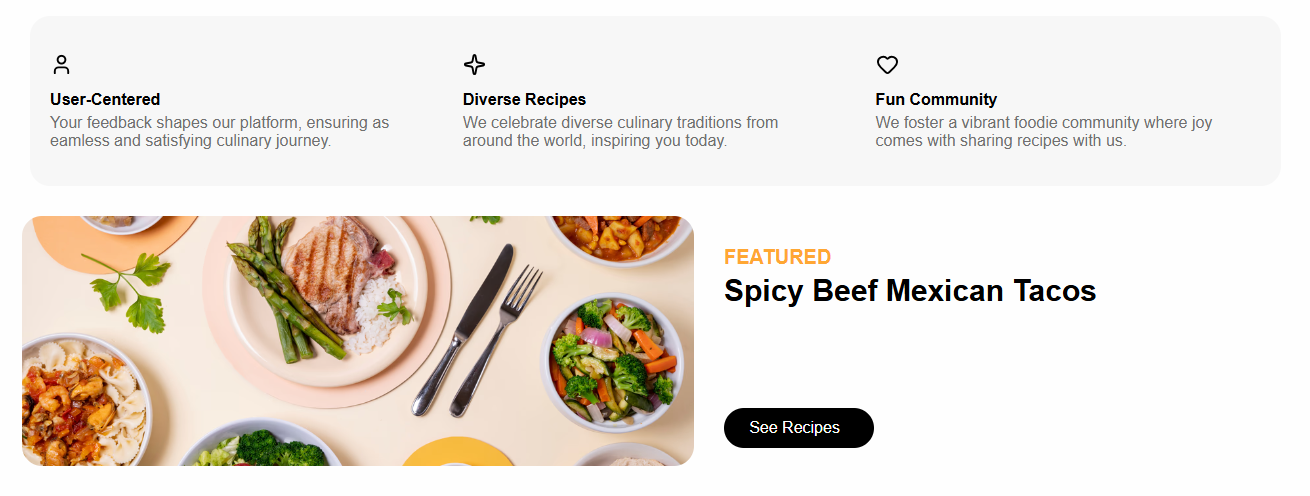 User-Centered
Your feedback shapes our platform, ensuring as
eamless and satisfying culinary journey.
Diverse Recipes
We celebrate diverse culinary traditions from
around the world, inspiring you today.
Fun Community
We foster a vibrant foodie community where joy
comes with sharing recipes with us.
FEATURED
Spicy Beef Mexican Tacos
See Recipes